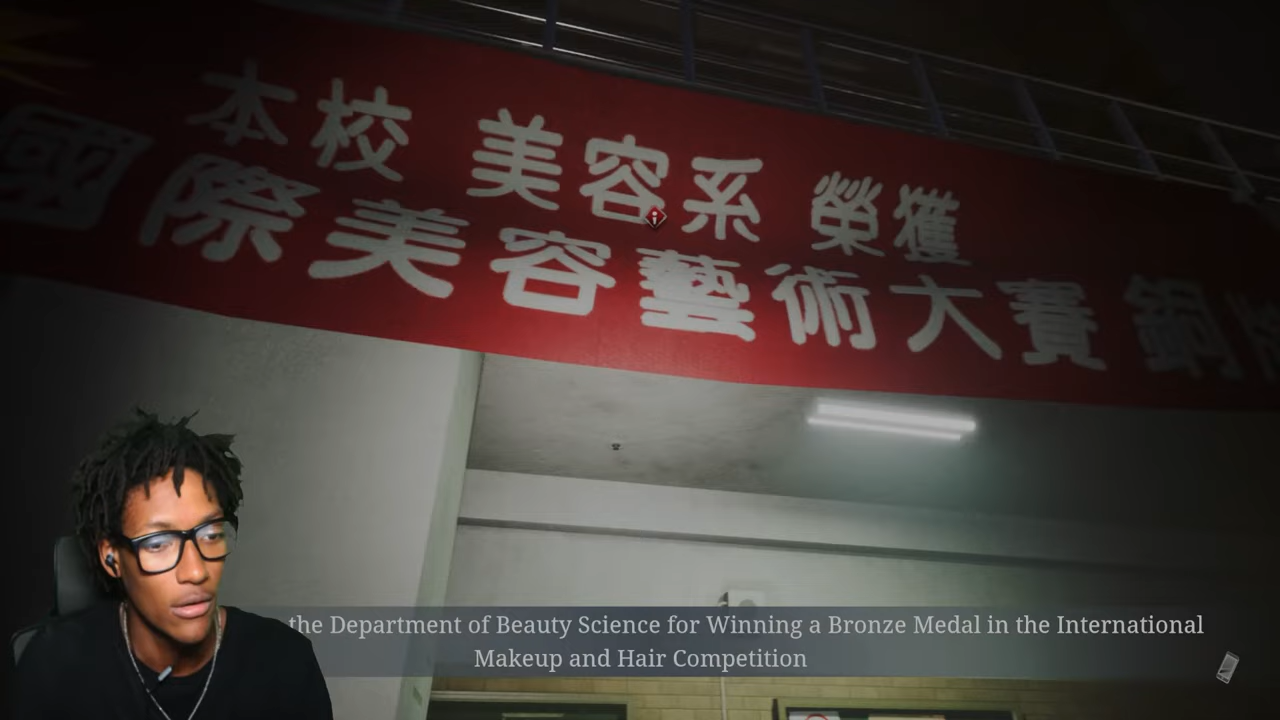 本校 美容系 榮獲
國際美容藝術大賽 銅
the Department of Beauty Science for Winning a Bronze Medal in the International
Makeup and Hair Competition